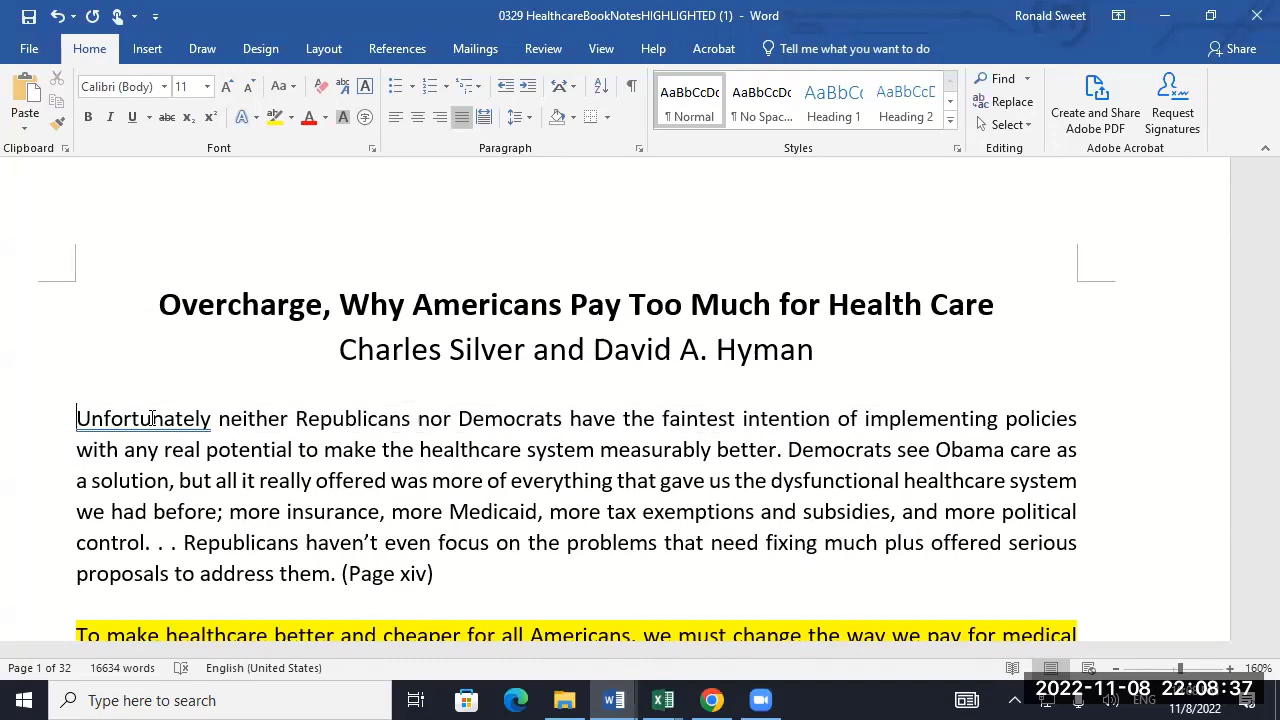 0329 HealthcareBookNotesHIGHLIGHTED (1) - Word
Ronald Sweet
File Home Insert Draw Design Layout References Mailings Review View Help Acrobat Tell me what you want to do Share
Paste
Calibri (Body) 11
Aa
abc
A
B I U abc x2 x2 A A A
AaBbCcDc AaBbCcDc AaBbCc AaBbCcE
¶ Normal ¶ No Spac... Heading 1 Heading 2
Find
Replace
Select
Create and Share Adobe PDF
Request Signatures
Clipboard Font Paragraph Styles Editing Adobe Acrobat
Overcharge, Why Americans Pay Too Much for Health Care
Charles Silver and David A. Hyman
Unfortunately neither Republicans nor Democrats have the faintest intention of implementing policies
with any real potential to make the healthcare system measurably better. Democrats see Obama care as
a solution, but all it really offered was more of everything that gave us the dysfunctional healthcare system
we had before; more insurance, more Medicaid, more tax exemptions and subsidies, and more political
control. . . Republicans haven’t even focus on the problems that need fixing much plus offered serious
proposals to address them. (Page xiv)
To make healthcare better and cheaper for all Americans, we must change the way we pay for medical
Page 1 of 32 16634 words English (United States) 160%
Type here to search
2022-11-08 22:08:37
ENG
11/8/2022